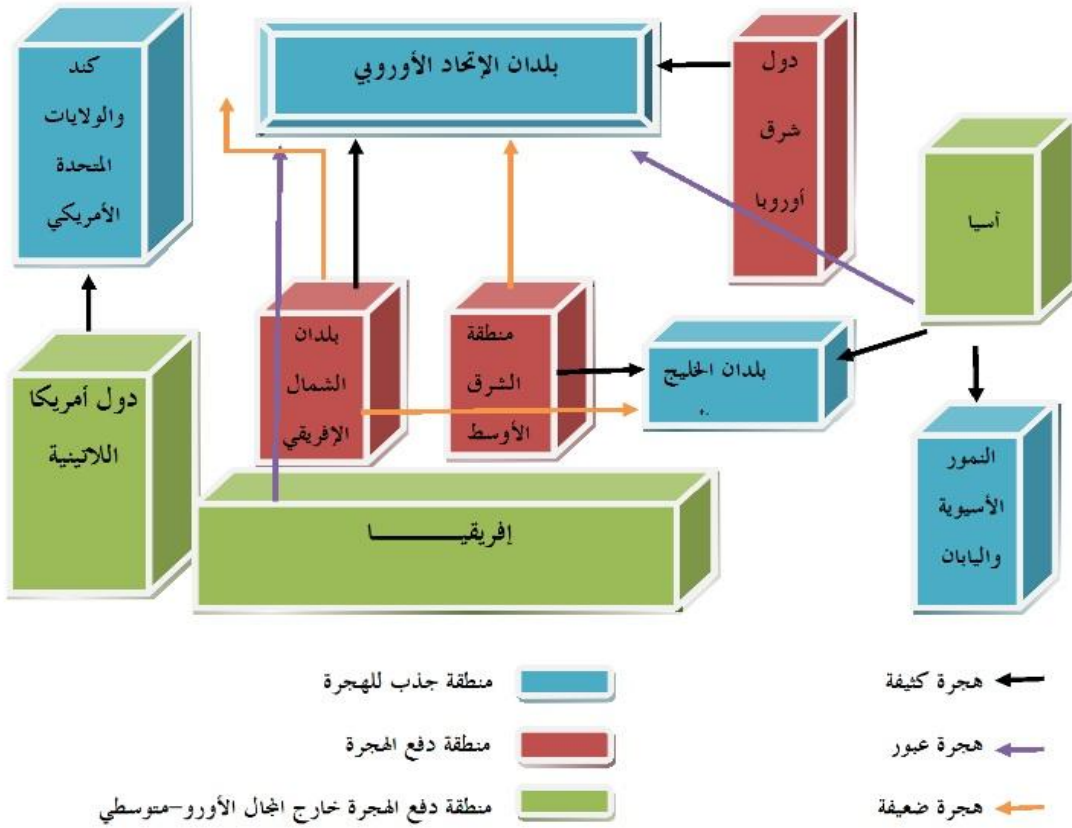 كند
والولايات
المتحدة
الأمريكي
بلدان الإتحاد الأوروبي
دول
شرق
أوروبا
أسيا
دول أمريكا
اللاتينية
بلدان
الشمال
الإفريقي
منطقة
الشرق
الأوسط
بلدان الخليج
النمور
الأسيوية
واليابان
إفريقيـــــــــا
هجرة كثيفة
منطقة جذب للهجرة
هجرة عبور
منطقة دفع الهجرة
هجرة ضعيفة
منطقة دفع الهجرة خارج المجال الأورو-متوسطي